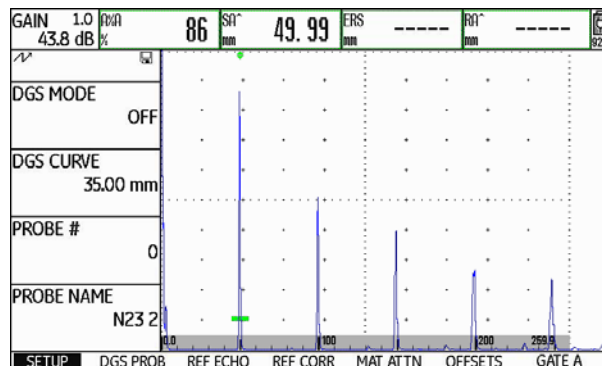 GAIN 1.0 A%A 86 SA^ 49.99 ERS ----- RA^ -----
43.8 dB % mm mm mm 92
DGS MODE
OFF
DGS CURVE
35.00 mm
PROBE #
0
PROBE NAME
N23 2
0.0 100 200 259.9
SETUP DGS PROB REF ECHO REF CORR MAT ATTN OFFSETS GATE A